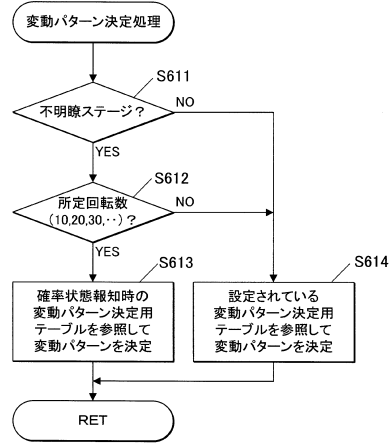 変動パターン決定処理
S611
不明瞭ステージ？
NO
YES
S612
所定回転数
(10,20,30,‥)？
NO
YES
S613
確率状態報知時の
変動パターン決定用
テーブルを参照して
変動パターンを決定
S614
設定されている
変動パターン決定用
テーブルを参照して
変動パターンを決定
RET